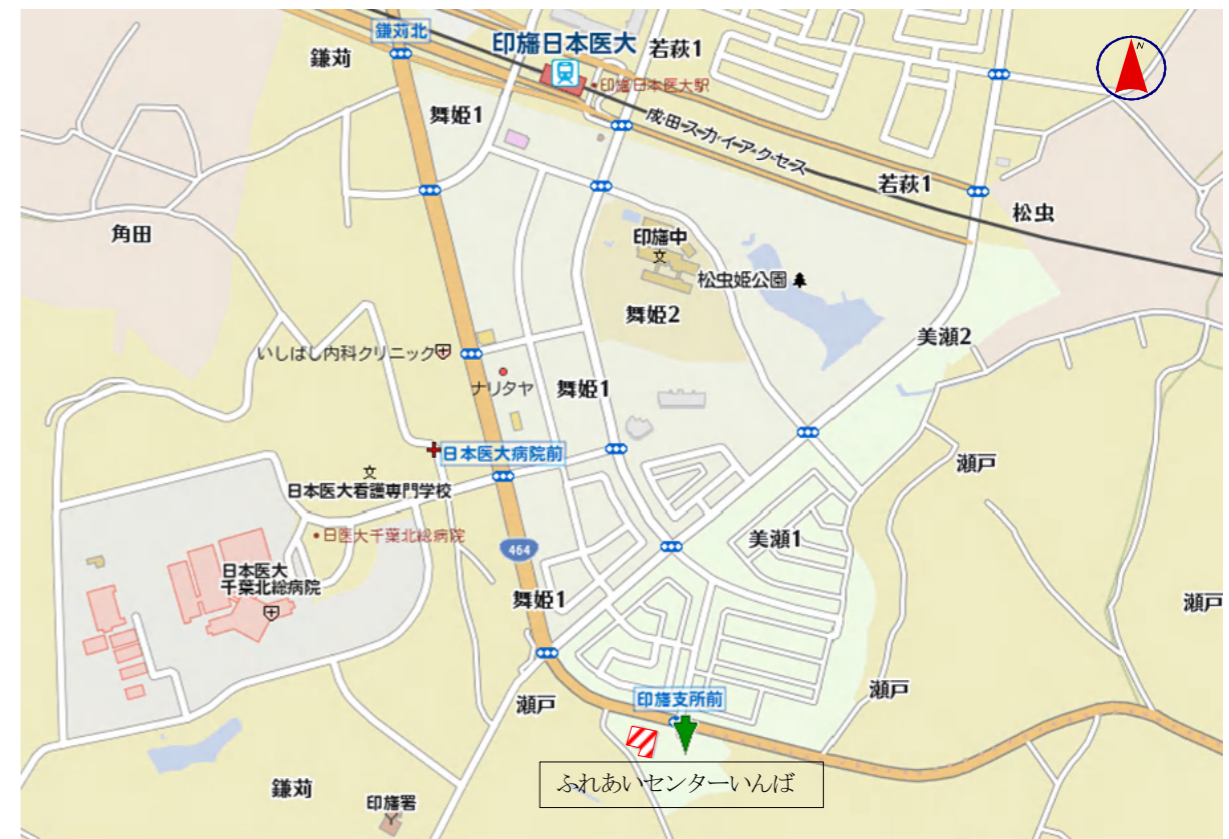 鎌苅北
印旛日本医大
若萩1
N
鎌苅
印旛日本医大駅
舞姫1
成田スカイアクセス
若萩1
松虫
角田
印旛中
文
松虫姫公園
舞姫2
美瀬2
いしばし内科クリニック
ナリタヤ
舞姫1
日本医大病院前
瀬戸
文
日本医大看護専門学校
日医大千葉北総病院
464
美瀬1
日本医大
千葉北総病院
舞姫1
瀬戸
瀬戸
印旛支所前
瀬戸
ふれあいセンターいんば
鎌苅
印旛署